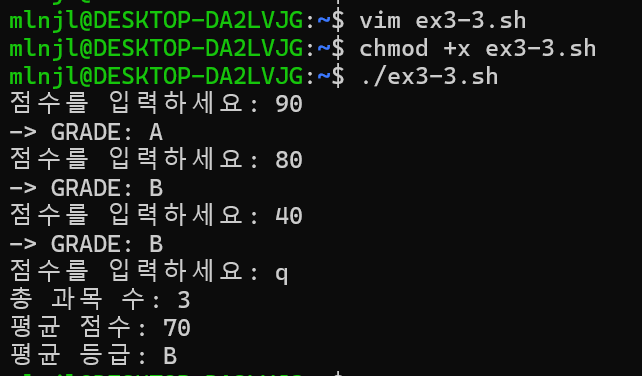 mlnjl@DESKTOP-DA2LVJG:~$ vim ex3-3.sh
mlnjl@DESKTOP-DA2LVJG:~$ chmod +x ex3-3.sh
mlnjl@DESKTOP-DA2LVJG:~$ ./ex3-3.sh
점수를 입력하세요: 90
-> GRADE: A
점수를 입력하세요: 80
-> GRADE: B
점수를 입력하세요: 40
-> GRADE: B
점수를 입력하세요: q
총 과목 수: 3
평균 점수: 70
평균 등급: B
mlnjl@DESKTOP-DA2LVJG:~$